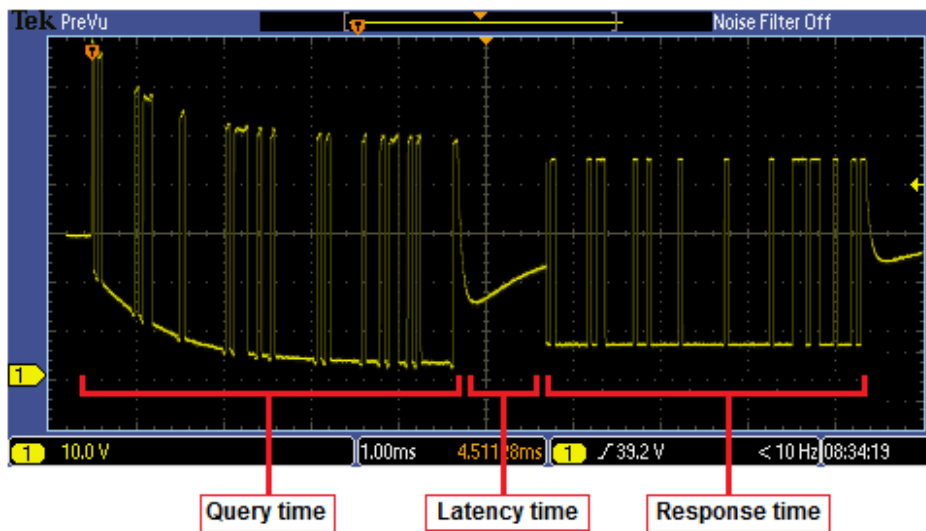 Tek PreVu Noise Filter Off
T
T
1
1 10.0 V 1.00ms 4.51128ms 1 39.2 V < 10 Hz 08:34:19
Query time Latency time Response time